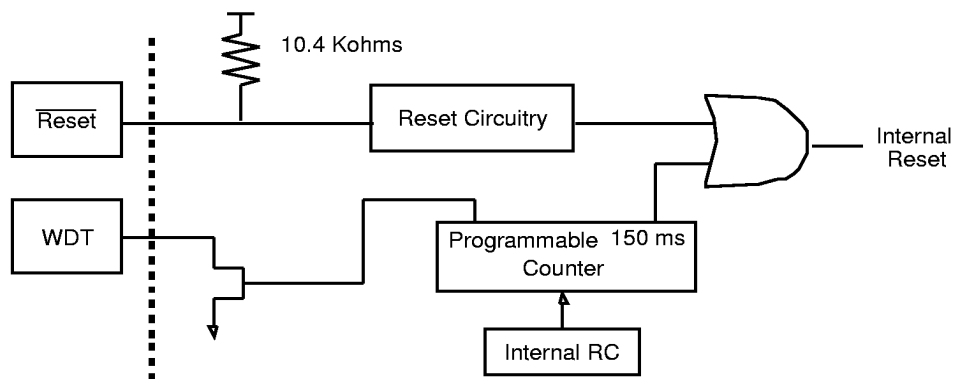 10.4 Kohms
Reset
Reset Circuitry
Internal
Reset
WDT
Programmable 150 ms
Counter
Internal RC